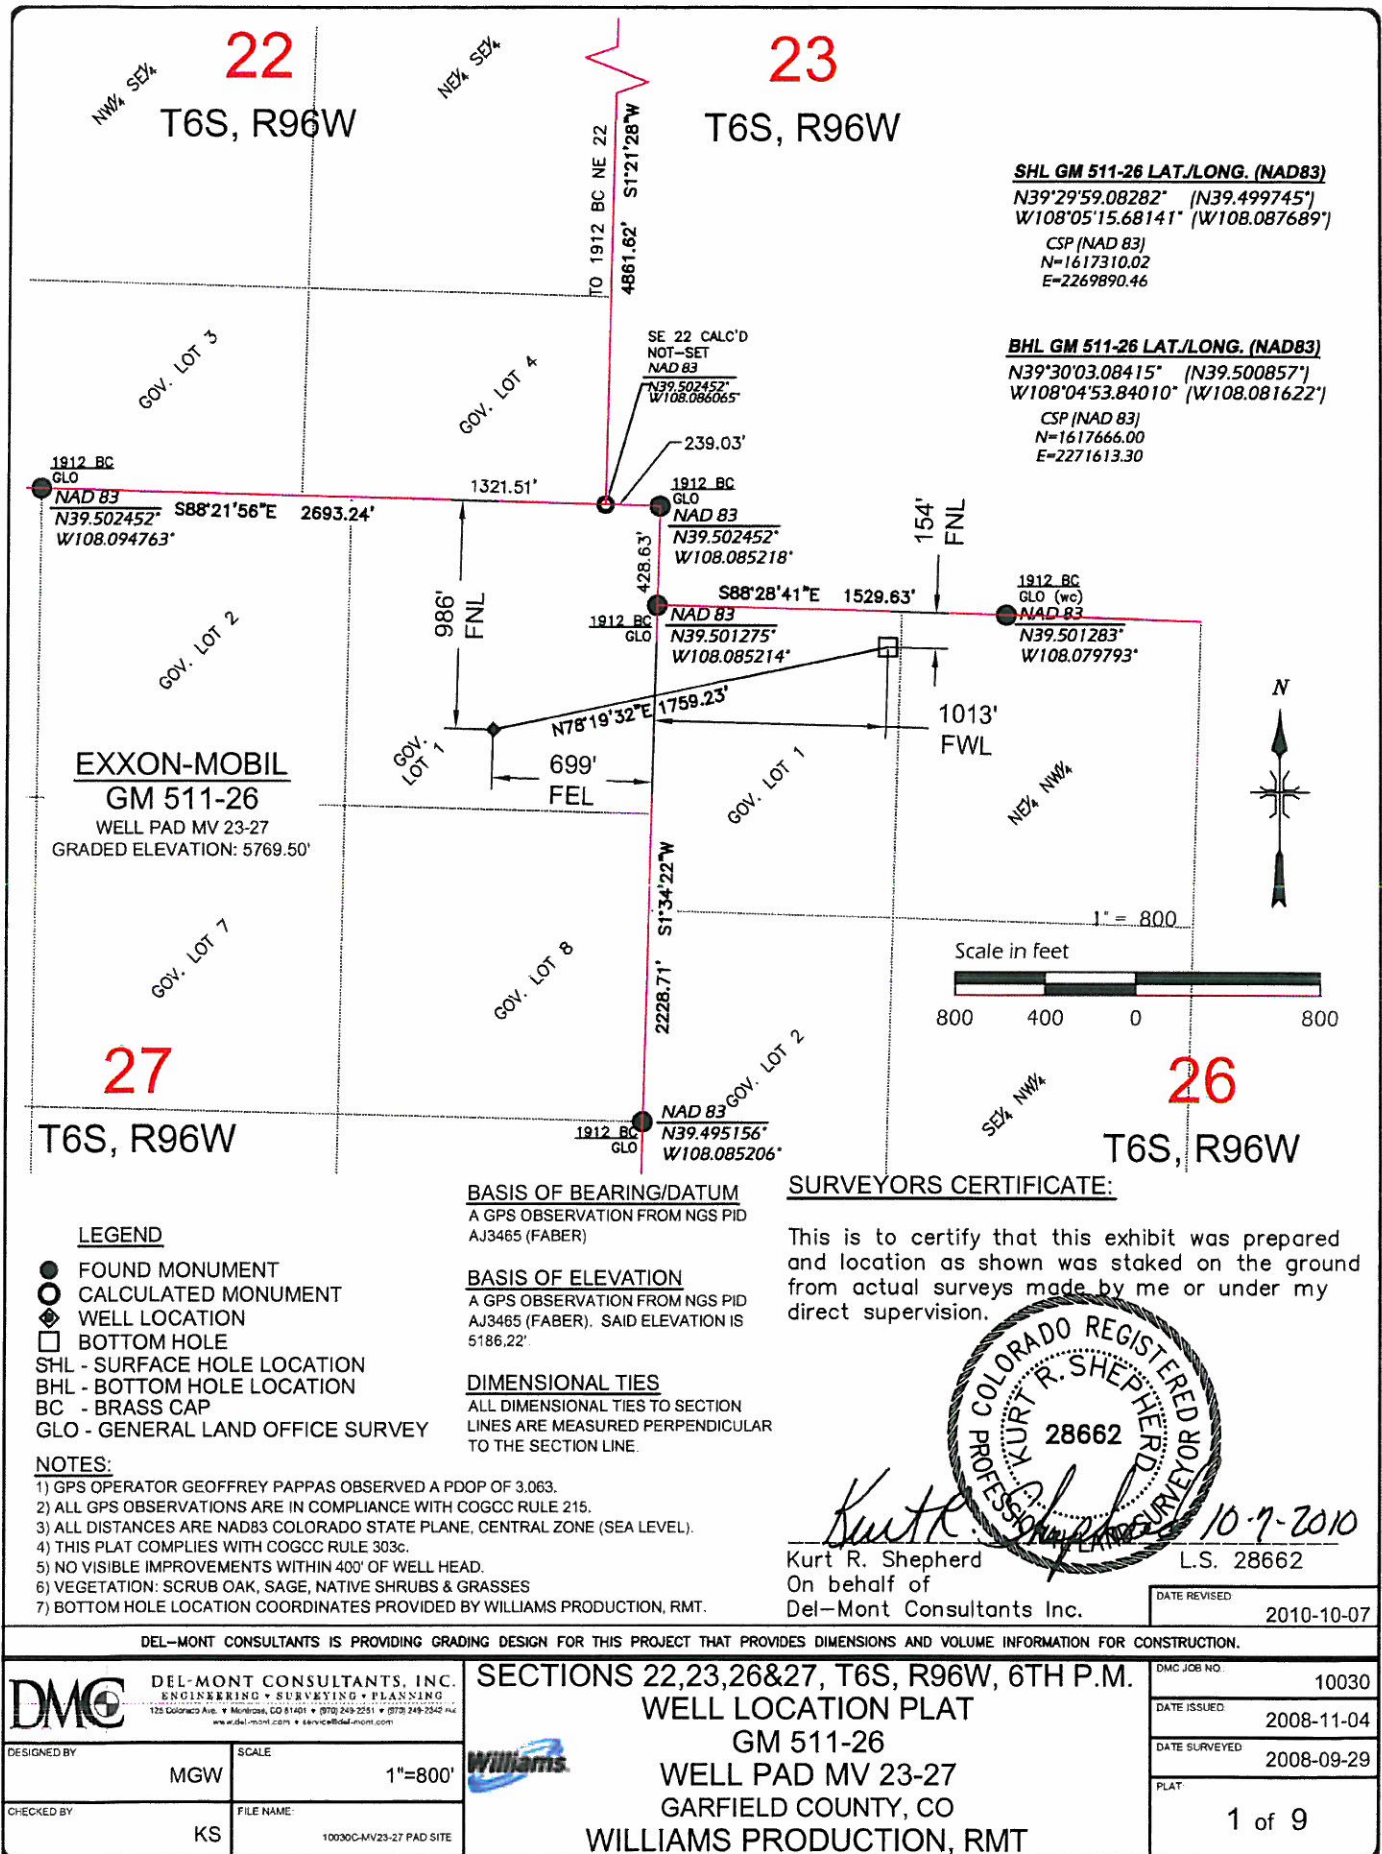 22
23
T6S, R96W
T6S, R96W
NW¼ SE¼
NE¼ SE¼
TO 1912 BC NE 22
4861.62' S1°21'28"W
SHL GM 511-26 LAT./LONG. (NAD83)
N39°29'59.08282" (N39.499745°)
W108°05'15.68141" (W108.087689°)
CSP (NAD 83)
N=1617310.02
E=2269890.46
BHL GM 511-26 LAT./LONG. (NAD83)
N39°30'03.08415" (N39.500857°)
W108°04'53.84010" (W108.081622°)
CSP (NAD 83)
N=1617666.00
E=2271613.30
GOV. LOT 3
GOV. LOT 4
SE 22 CALC'D
NOT-SET
NAD 83
N39.502452°
W108.086065°
239.03'
1912 BC
GLO
NAD 83
N39.502452°
W108.094763°
S88°21'56"E 2693.24'
1321.51'
1912 BC
GLO
NAD 83
N39.502452°
W108.085218°
428.63'
154'
FNL
S88°28'41"E 1529.63'
1912 BC
GLO (wc)
NAD 83
N39.501283°
W108.079793°
1912 BC
GLO
NAD 83
N39.501275°
W108.085214°
986'
FNL
GOV. LOT 2
N78°19'32"E 1759.23'
1013'
FWL
GOV. LOT 1
699'
FEL
GOV. LOT 1
NE¼ NW¼
N
EXXON-MOBIL
GM 511-26
WELL PAD MV 23-27
GRADED ELEVATION: 5769.50'
S1°34'22"W
2228.71'
GOV. LOT 7
GOV. LOT 8
1" = 800
Scale in feet
800 400 0 800
27
T6S, R96W
GOV. LOT 2
SE¼ NW¼
26
T6S, R96W
1912 BC
GLO
NAD 83
N39.495156°
W108.085206°
LEGEND
FOUND MONUMENT
CALCULATED MONUMENT
WELL LOCATION
BOTTOM HOLE
SHL - SURFACE HOLE LOCATION
BHL - BOTTOM HOLE LOCATION
BC - BRASS CAP
GLO - GENERAL LAND OFFICE SURVEY
BASIS OF BEARING/DATUM
A GPS OBSERVATION FROM NGS PID
AJ3465 (FABER)
BASIS OF ELEVATION
A GPS OBSERVATION FROM NGS PID
AJ3465 (FABER). SAID ELEVATION IS
5186.22'
DIMENSIONAL TIES
ALL DIMENSIONAL TIES TO SECTION
LINES ARE MEASURED PERPENDICULAR
TO THE SECTION LINE.
SURVEYORS CERTIFICATE:
This is to certify that this exhibit was prepared
and location as shown was staked on the ground
from actual surveys made by me or under my
direct supervision.
COLORADO REGISTERED
KURT R. SHEPHERD
28662
PROFESSIONAL LAND SURVEYOR
Kurt R. Shepherd 10-7-2010
Kurt R. Shepherd
L.S. 28662
On behalf of
Del-Mont Consultants Inc.
NOTES:
1) GPS OPERATOR GEOFFREY PAPPAS OBSERVED A PDOP OF 3.063.
2) ALL GPS OBSERVATIONS ARE IN COMPLIANCE WITH COGCC RULE 215.
3) ALL DISTANCES ARE NAD83 COLORADO STATE PLANE, CENTRAL ZONE (SEA LEVEL).
4) THIS PLAT COMPLIES WITH COGCC RULE 303c.
5) NO VISIBLE IMPROVEMENTS WITHIN 400' OF WELL HEAD.
6) VEGETATION: SCRUB OAK, SAGE, NATIVE SHRUBS & GRASSES
7) BOTTOM HOLE LOCATION COORDINATES PROVIDED BY WILLIAMS PRODUCTION, RMT.
DATE REVISED
2010-10-07
DEL-MONT CONSULTANTS IS PROVIDING GRADING DESIGN FOR THIS PROJECT THAT PROVIDES DIMENSIONS AND VOLUME INFORMATION FOR CONSTRUCTION.
DMC
DEL-MONT CONSULTANTS, INC.
ENGINEERING ▾ SURVEYING ▾ PLANNING
125 Colorado Ave. ▾ Montrose, CO 81401 ▾ (970) 249-2251 ▾ (970) 249-2342 FAX
www.del-mont.com ▾ service@del-mont.com
DESIGNED BY
MGW
SCALE
1"=800'
CHECKED BY
KS
FILE NAME:
10030C-MV23-27 PAD SITE
Williams
SECTIONS 22,23,26&27, T6S, R96W, 6TH P.M.
WELL LOCATION PLAT
GM 511-26
WELL PAD MV 23-27
GARFIELD COUNTY, CO
WILLIAMS PRODUCTION, RMT
DMC JOB NO.
10030
DATE ISSUED
2008-11-04
DATE SURVEYED
2008-09-29
PLAT
1 of 9